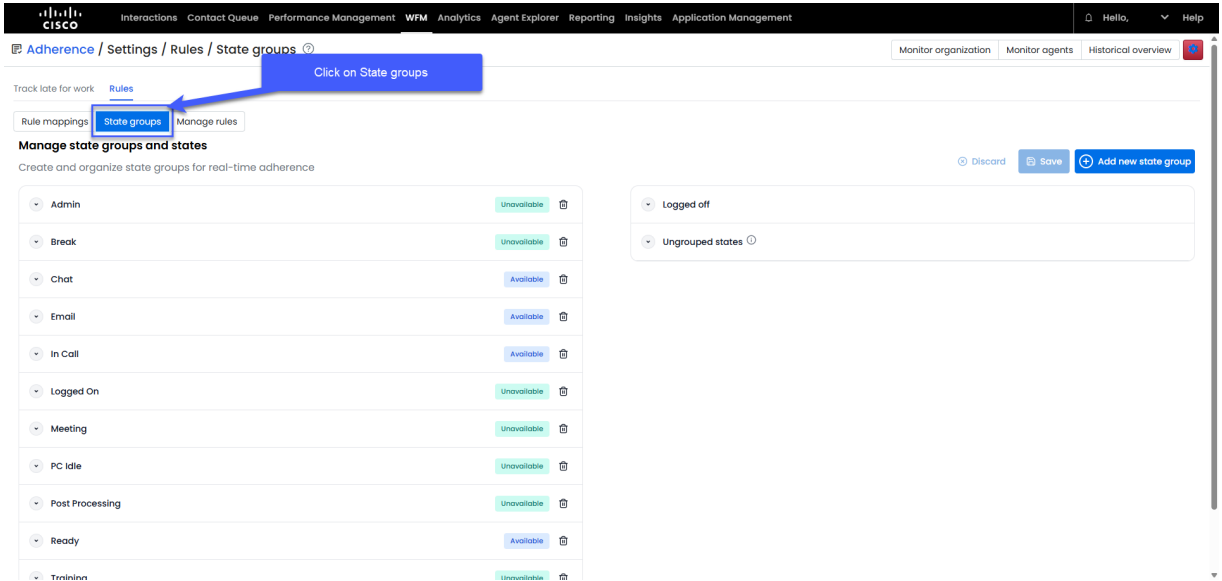 CISCO
Interactions Contact Queue Performance Management WFM Analytics Agent Explorer Reporting Insights Application Management
Hello,
Help
Adherence / Settings / Rules / State groups
Monitor organization
Monitor agents
Historical overview
Click on State groups
Track late for work
Rules
Rule mappings
State groups
Manage rules
Manage state groups and states
Create and organize state groups for real-time adherence
Discard
Save
Add new state group
Admin
Unavailable
Break
Unavailable
Chat
Available
Email
Available
In Call
Available
Logged On
Unavailable
Meeting
Unavailable
PC Idle
Unavailable
Post Processing
Unavailable
Ready
Available
Training
Unavailable
Logged off
Ungrouped states